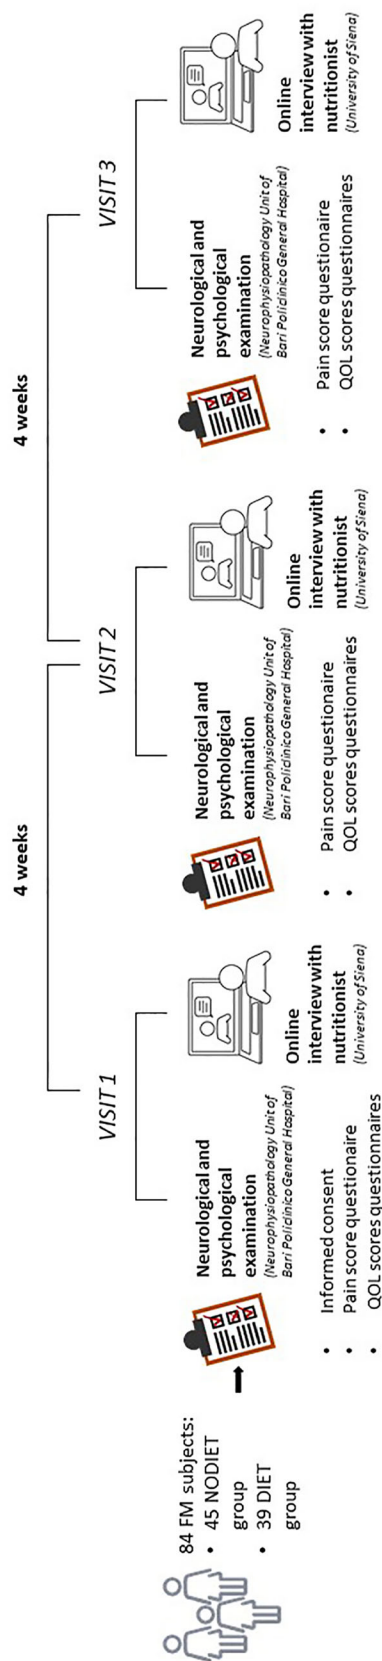 84 FM subjects:
• 45 NODIET
group
• 39 DIET
group
4 weeks
4 weeks
VISIT 1
Neurological and
psychological
examination
(Neurophysiopathology Unit of
Bari Policlinico General Hospital)
• Informed consent
• Pain score questionaire
• QOL scores questionnaires
Online
interview with
nutritionist
(University of Siena)
VISIT 2
Neurological and
psychological
examination
(Neurophysiopathology Unit of
Bari Policlinico General Hospital)
• Pain score questionaire
• QOL scores questionnaires
Online
interview with
nutritionist
(University of Siena)
VISIT 3
Neurological and
psychological
examination
(Neurophysiopathology Unit of
Bari Policlinico General Hospital)
• Pain score questionaire
• QOL scores questionnaires
Online
interview with
nutritionist
(University of Siena)